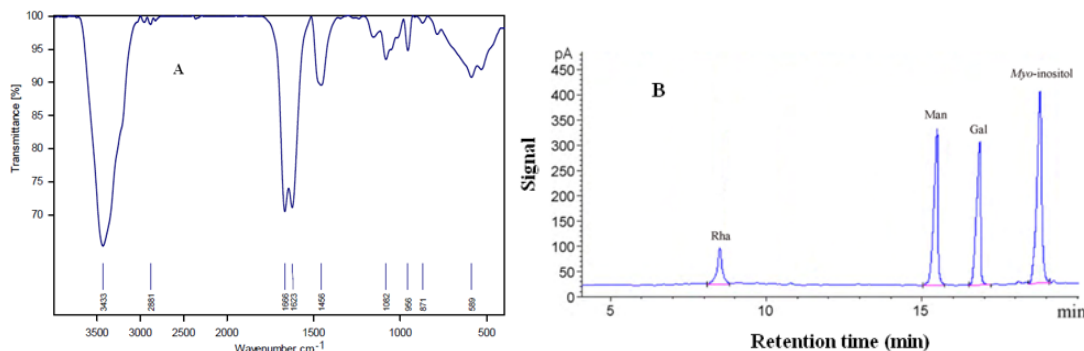 100
95
90
85
80
75
70
Transmittance [%]
A
3433
2881
1666
1623
1456
1082
956
871
589
3500 3000 2500 2000 1500 1000 500
Wavenumber cm-1
pA
450
400
350
300
250
200
150
100
50
0
Signal
B
Rha
Man
Gal
Myo-inositol
5 10 15 min
Retention time (min)